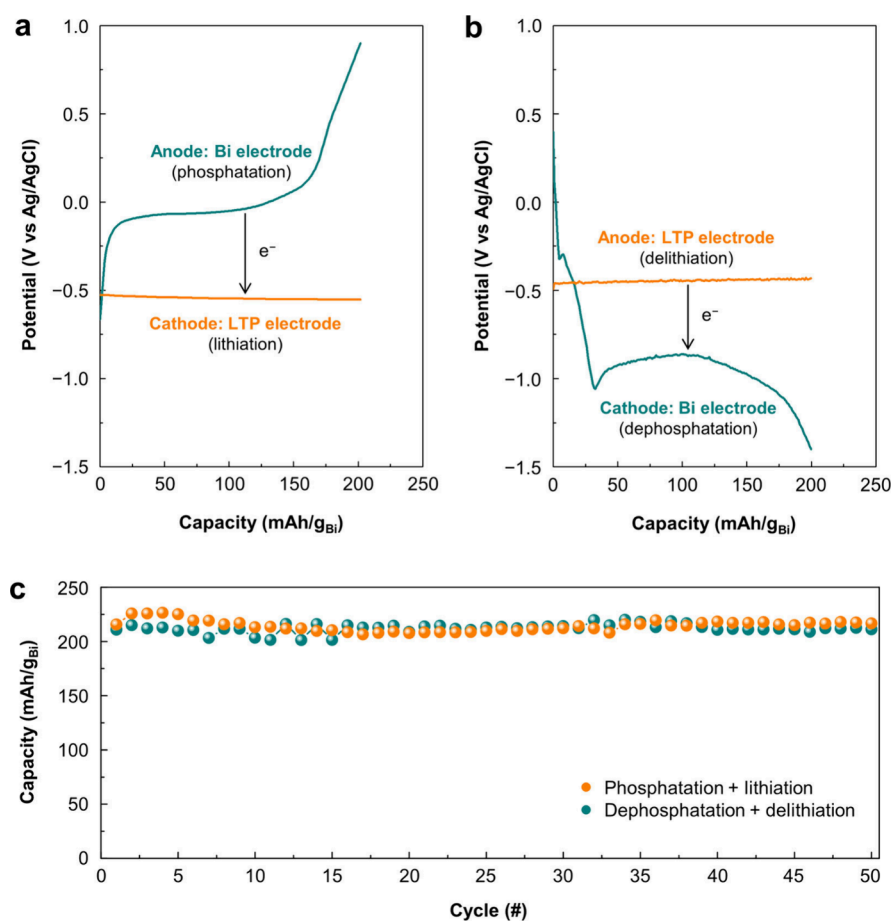 a
1.0
0.5
0.0
−0.5
−1.0
−1.5
Potential (V vs Ag/AgCl)
Anode: Bi electrode
(phosphatation)
e⁻
Cathode: LTP electrode
(lithiation)
0 50 100 150 200 250
Capacity (mAh/gBi)
b
1.0
0.5
0.0
−0.5
−1.0
−1.5
Potential (V vs Ag/AgCl)
Anode: LTP electrode
(delithiation)
e⁻
Cathode: Bi electrode
(dephosphatation)
0 50 100 150 200 250
Capacity (mAh/gBi)
c
250
200
150
100
50
0
Capacity (mAh/gBi)
Phosphatation + lithiation
Dephosphatation + delithiation
0 5 10 15 20 25 30 35 40 45 50
Cycle (#)